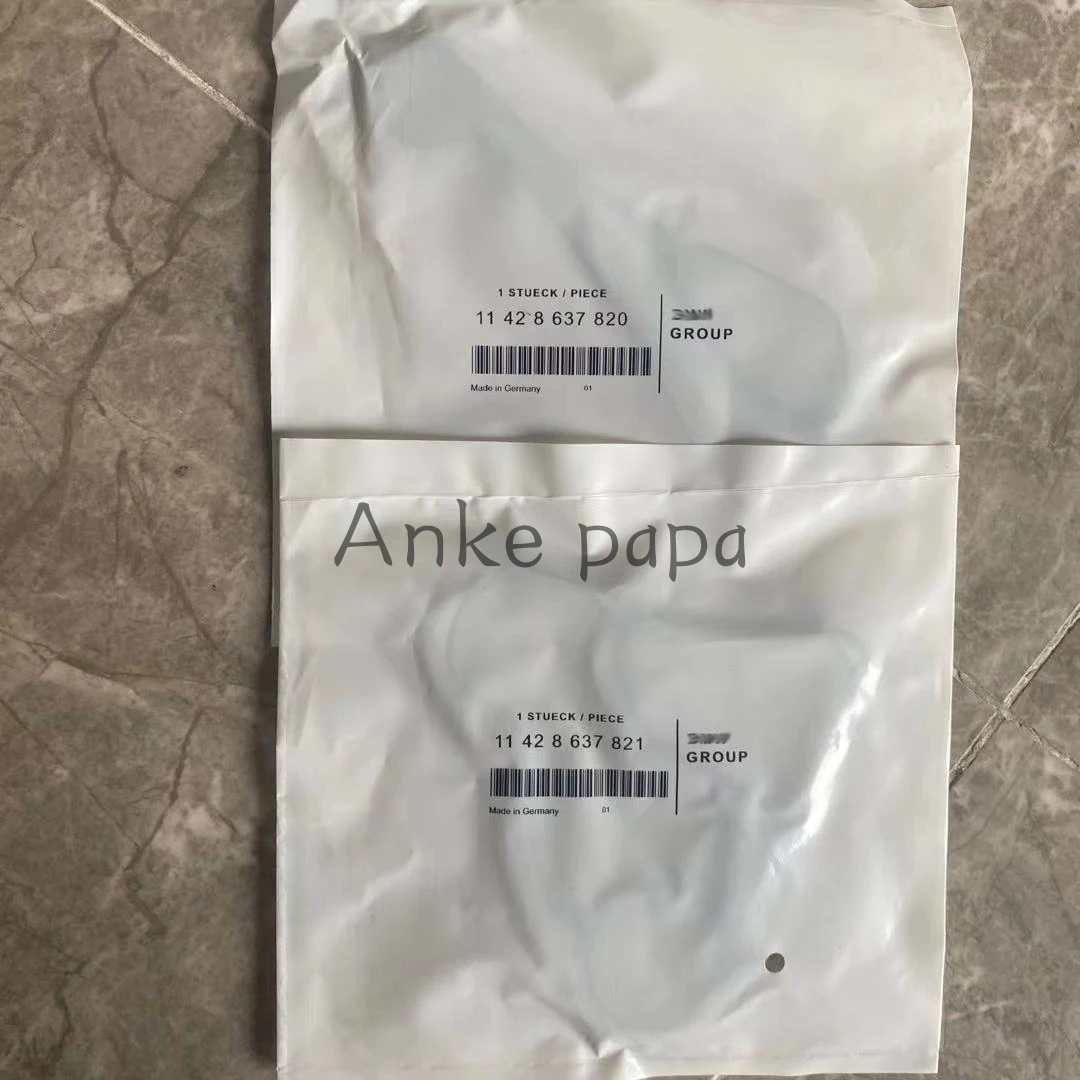 1 STUECK / PIECE
11 42 8 637 820
GROUP
Made in Germany 01
Anke papa
1 STUECK / PIECE
11 42 8 637 821
GROUP
Made in Germany 01